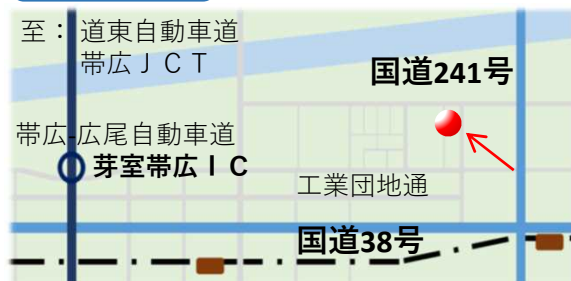 至：道東自動車道
帯広ＪＣＴ
国道241号
帯広-広尾自動車道
芽室帯広ＩＣ
工業団地通
国道38号